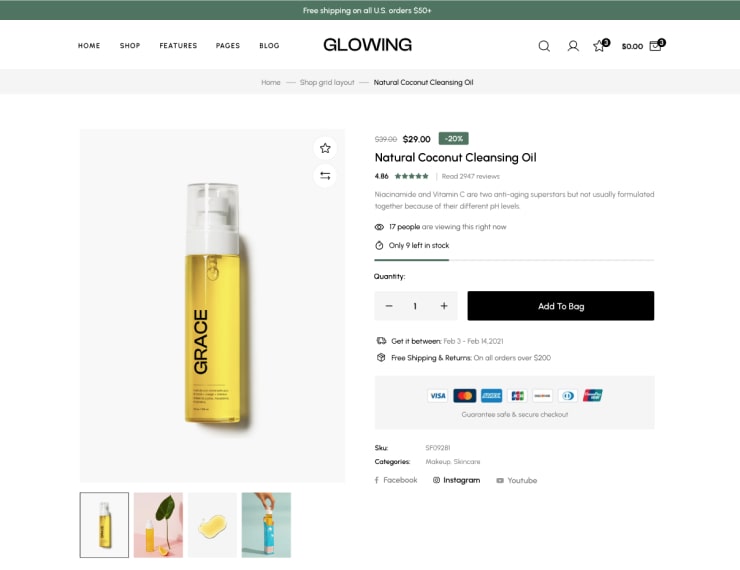 Free shipping on all U.S. orders $50+
HOME SHOP FEATURES PAGES BLOG
GLOWING
3 $0.00 3
Home — Shop grid layout — Natural Coconut Cleansing Oil
$39.00 $29.00 -20%
Natural Coconut Cleansing Oil
4.86 ★★★★★ | Read 2947 reviews
Niacinamide and Vitamin C are two anti-aging superstars but not usually formulated
together because of their different pH levels.
17 people are viewing this right now
Only 9 left in stock
Quantity:
− 1 +
Add To Bag
Get it between: Feb 3 - Feb 14,2021
Free Shipping & Returns: On all orders over $200
VISA
Guarantee safe & secure checkout
Sku: SF09281
Categories: Makeup, Skincare
Facebook Instagram Youtube
GRACE
GRACE